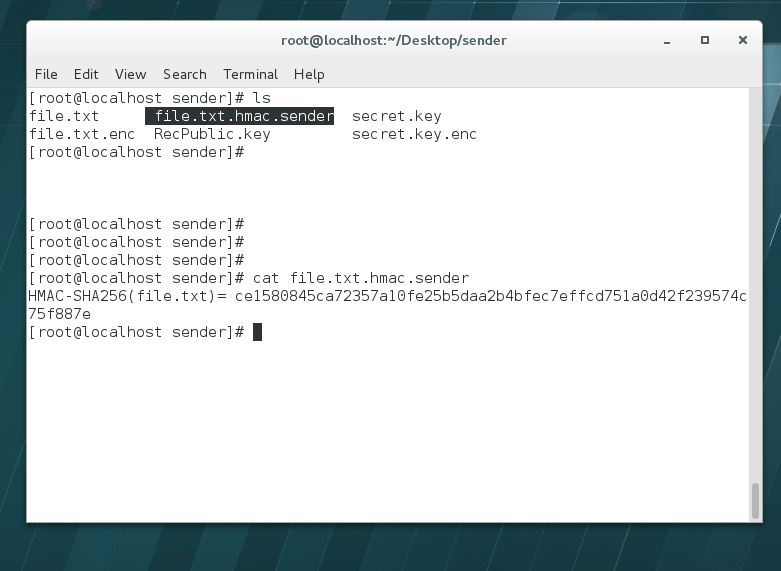 root@localhost:~/Desktop/sender
File Edit View Search Terminal Help
[root@localhost sender]# ls
file.txt file.txt.hmac.sender secret.key
file.txt.enc RecPublic.key secret.key.enc
[root@localhost sender]#
[root@localhost sender]#
[root@localhost sender]#
[root@localhost sender]#
[root@localhost sender]# cat file.txt.hmac.sender
HMAC-SHA256(file.txt)= ce1580845ca72357a10fe25b5daa2b4bfec7effcd751a0d42f239574c
75f887e
[root@localhost sender]#